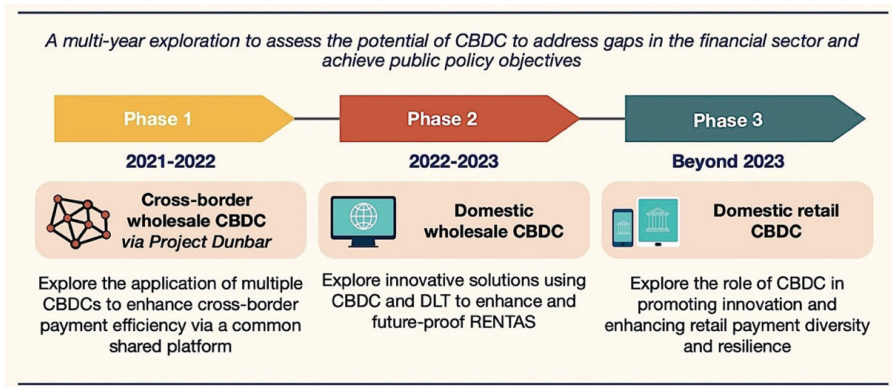 A multi-year exploration to assess the potential of CBDC to address gaps in the financial sector and
achieve public policy objectives
Phase 1
Phase 2
Phase 3
2021-2022
2022-2023
Beyond 2023
Cross-border
wholesale CBDC
via Project Dunbar
Domestic
wholesale CBDC
Domestic retail
CBDC
Explore the application of multiple
CBDCs to enhance cross-border
payment efficiency via a common
shared platform
Explore innovative solutions using
CBDC and DLT to enhance and
future-proof RENTAS
Explore the role of CBDC in
promoting innovation and
enhancing retail payment diversity
and resilience